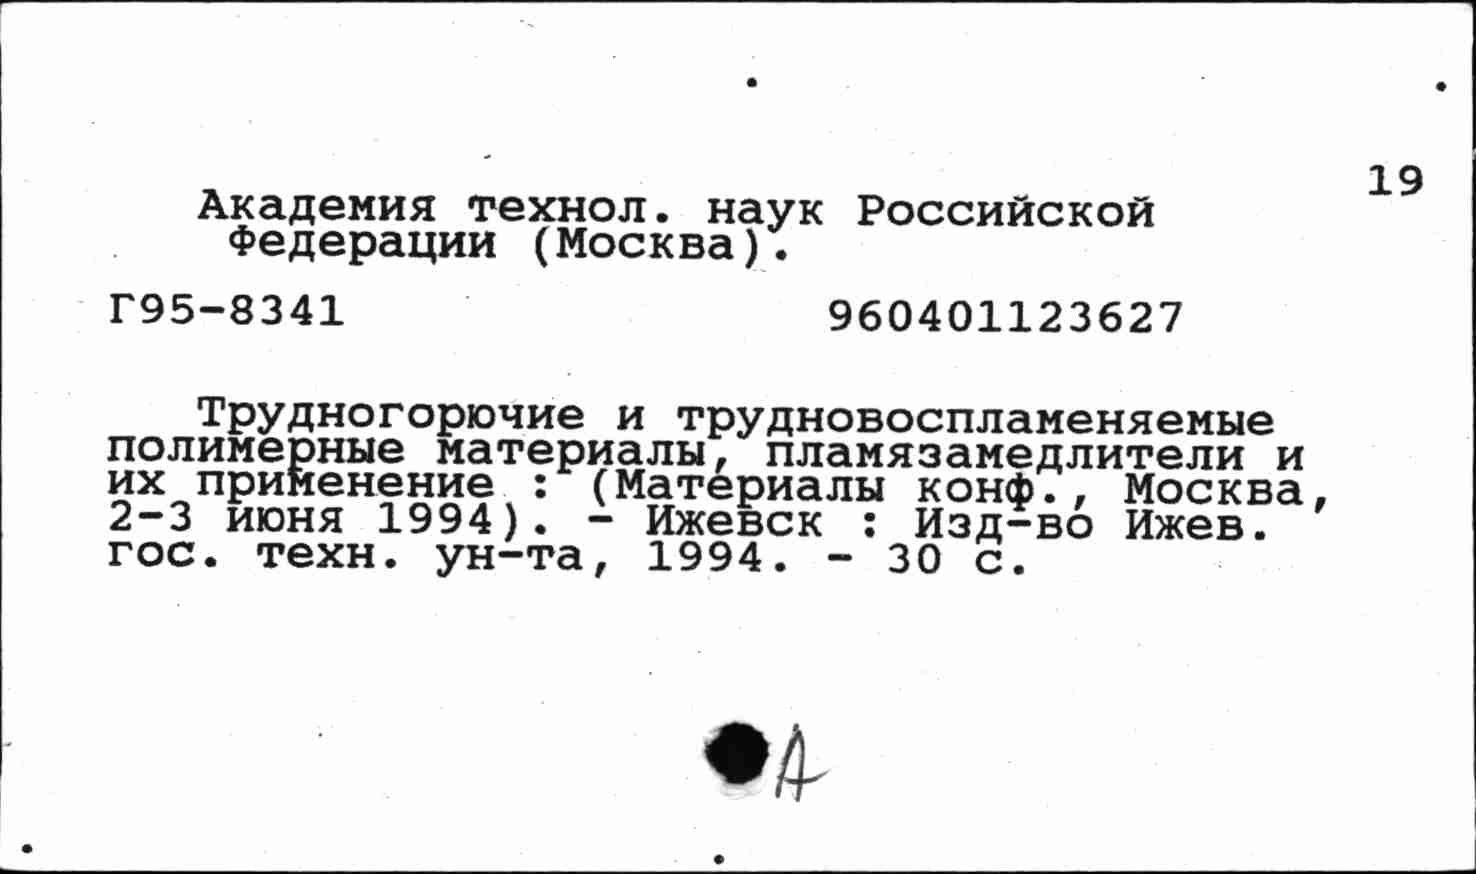 19
Академия технол. наук Российской
Федерации (Москва).
Г95-8341 960401123627
Трудногорючие и трудновоспламеняемые
полимерные материалы, пламязамедлители и
их применение : (Материалы конф., Москва,
2-3 июня 1994). - Ижевск : Изд-во Ижев.
гос. техн. ун-та, 1994. - 30 с.
А